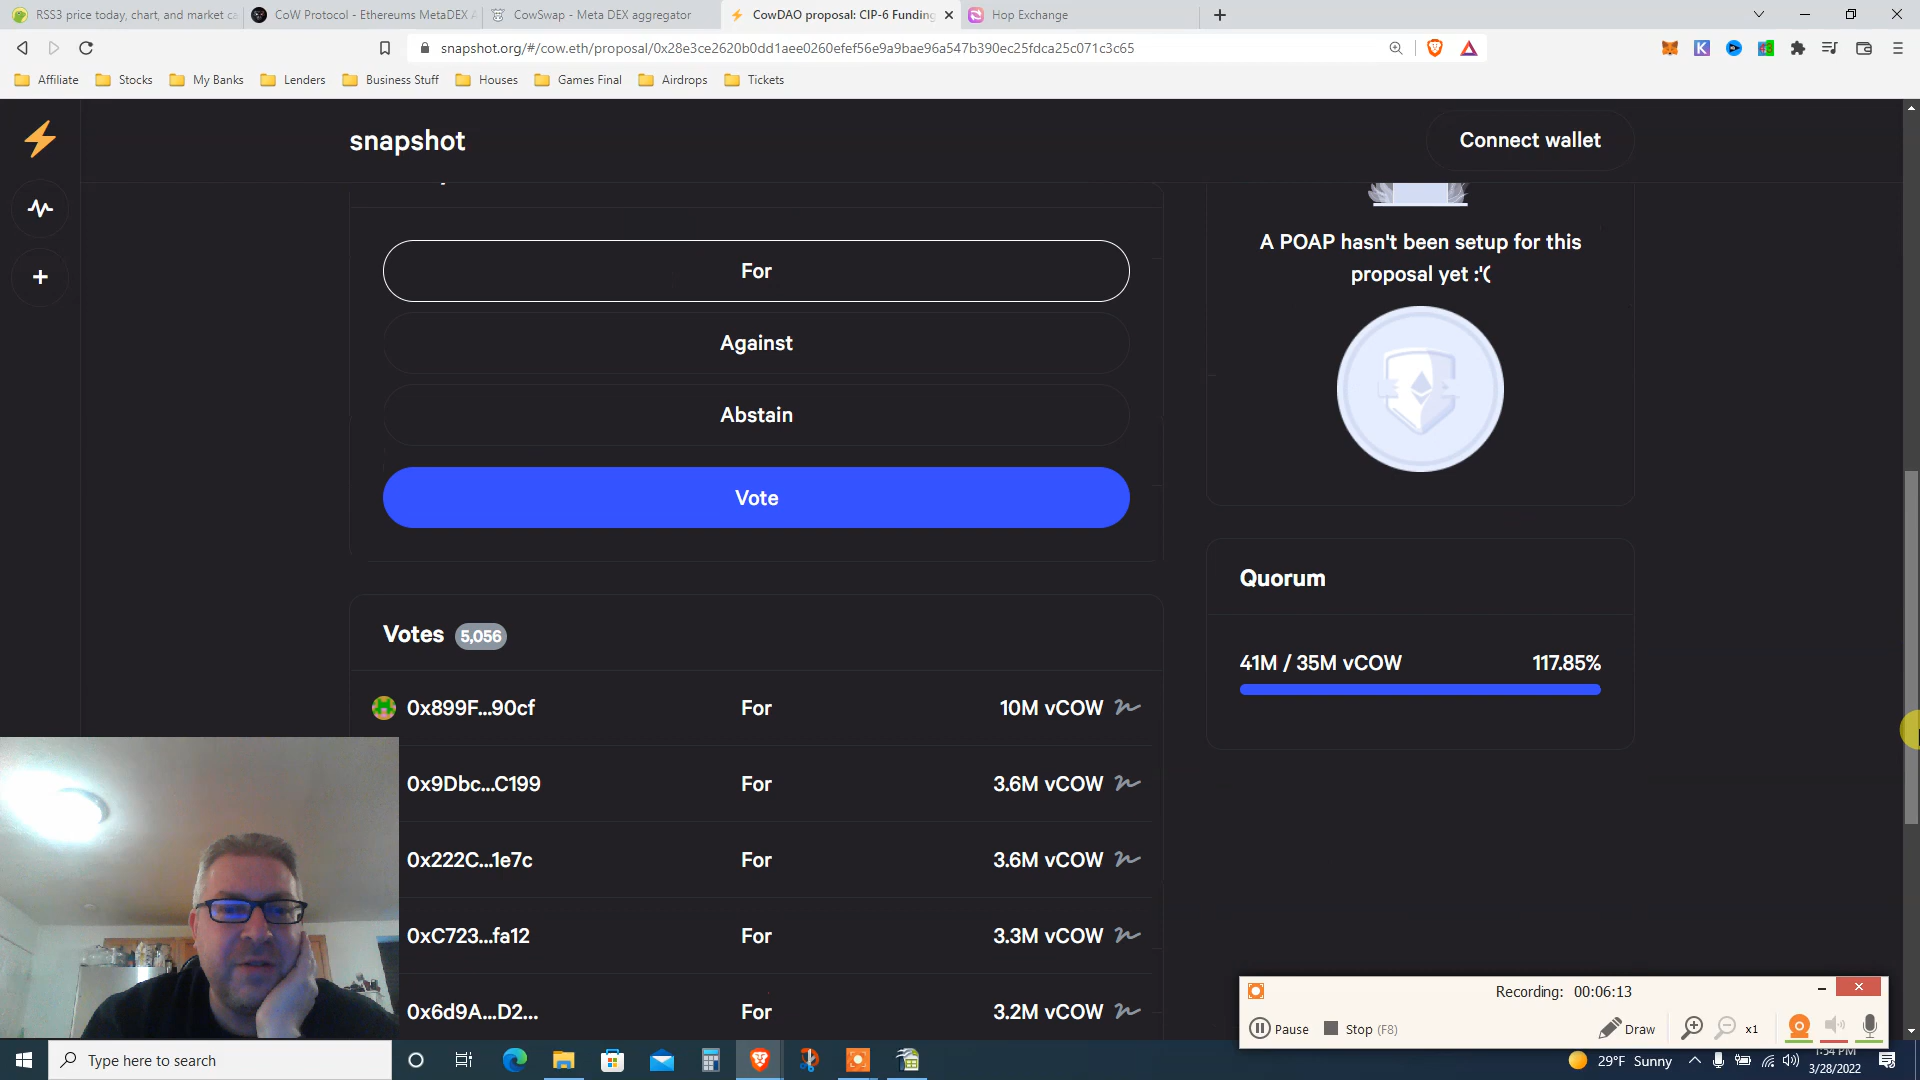 RSS3 price today, chart, and market ca
CoW Protocol - Ethereums MetaDEX A
CowSwap - Meta DEX aggregator
CowDAO proposal: CIP-6 Funding
Hop Exchange
snapshot.org/#/cow.eth/proposal/0x28e3ce2620b0dd1aee0260efef56e9a9bae96a547b390ec25fdca25c071c3c65
Affiliate
Stocks
My Banks
Lenders
Business Stuff
Houses
Games Final
Airdrops
Tickets
snapshot
Connect wallet
For
Against
Abstain
Vote
A POAP hasn't been setup for this
proposal yet :'(
Quorum
41M / 35M vCOW 117.85%
Votes 5,056
0x899F...90cf For 10M vCOW
0x9Dbc...C199 For 3.6M vCOW
0x222C...1e7c For 3.6M vCOW
0xC723...fa12 For 3.3M vCOW
0x6d9A...D2... For 3.2M vCOW
Recording: 00:06:13
Pause
Stop (F8)
Draw
x1
Type here to search
29°F Sunny
1:54 PM
3/28/2022